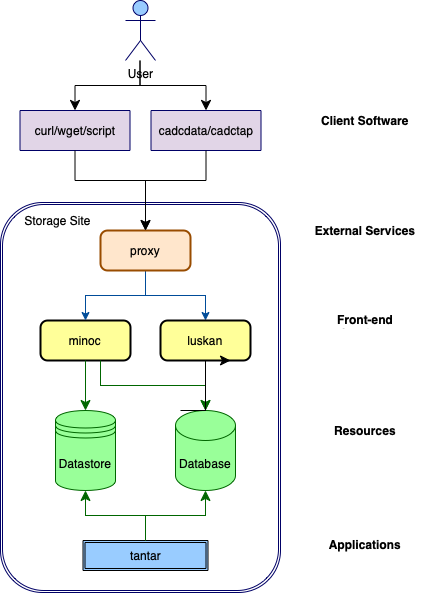 User
curl/wget/script
cadcdata/cadctap
Client Software
Storage Site
proxy
External Services
minoc
luskan
Front-end
Datastore
Database
Resources
tantar
Applications